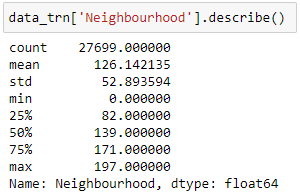 data_trn['Neighbourhood'].describe()
count 27699.000000
mean 126.142135
std 52.893594
min 0.000000
25% 82.000000
50% 139.000000
75% 171.000000
max 197.000000
Name: Neighbourhood, dtype: float64